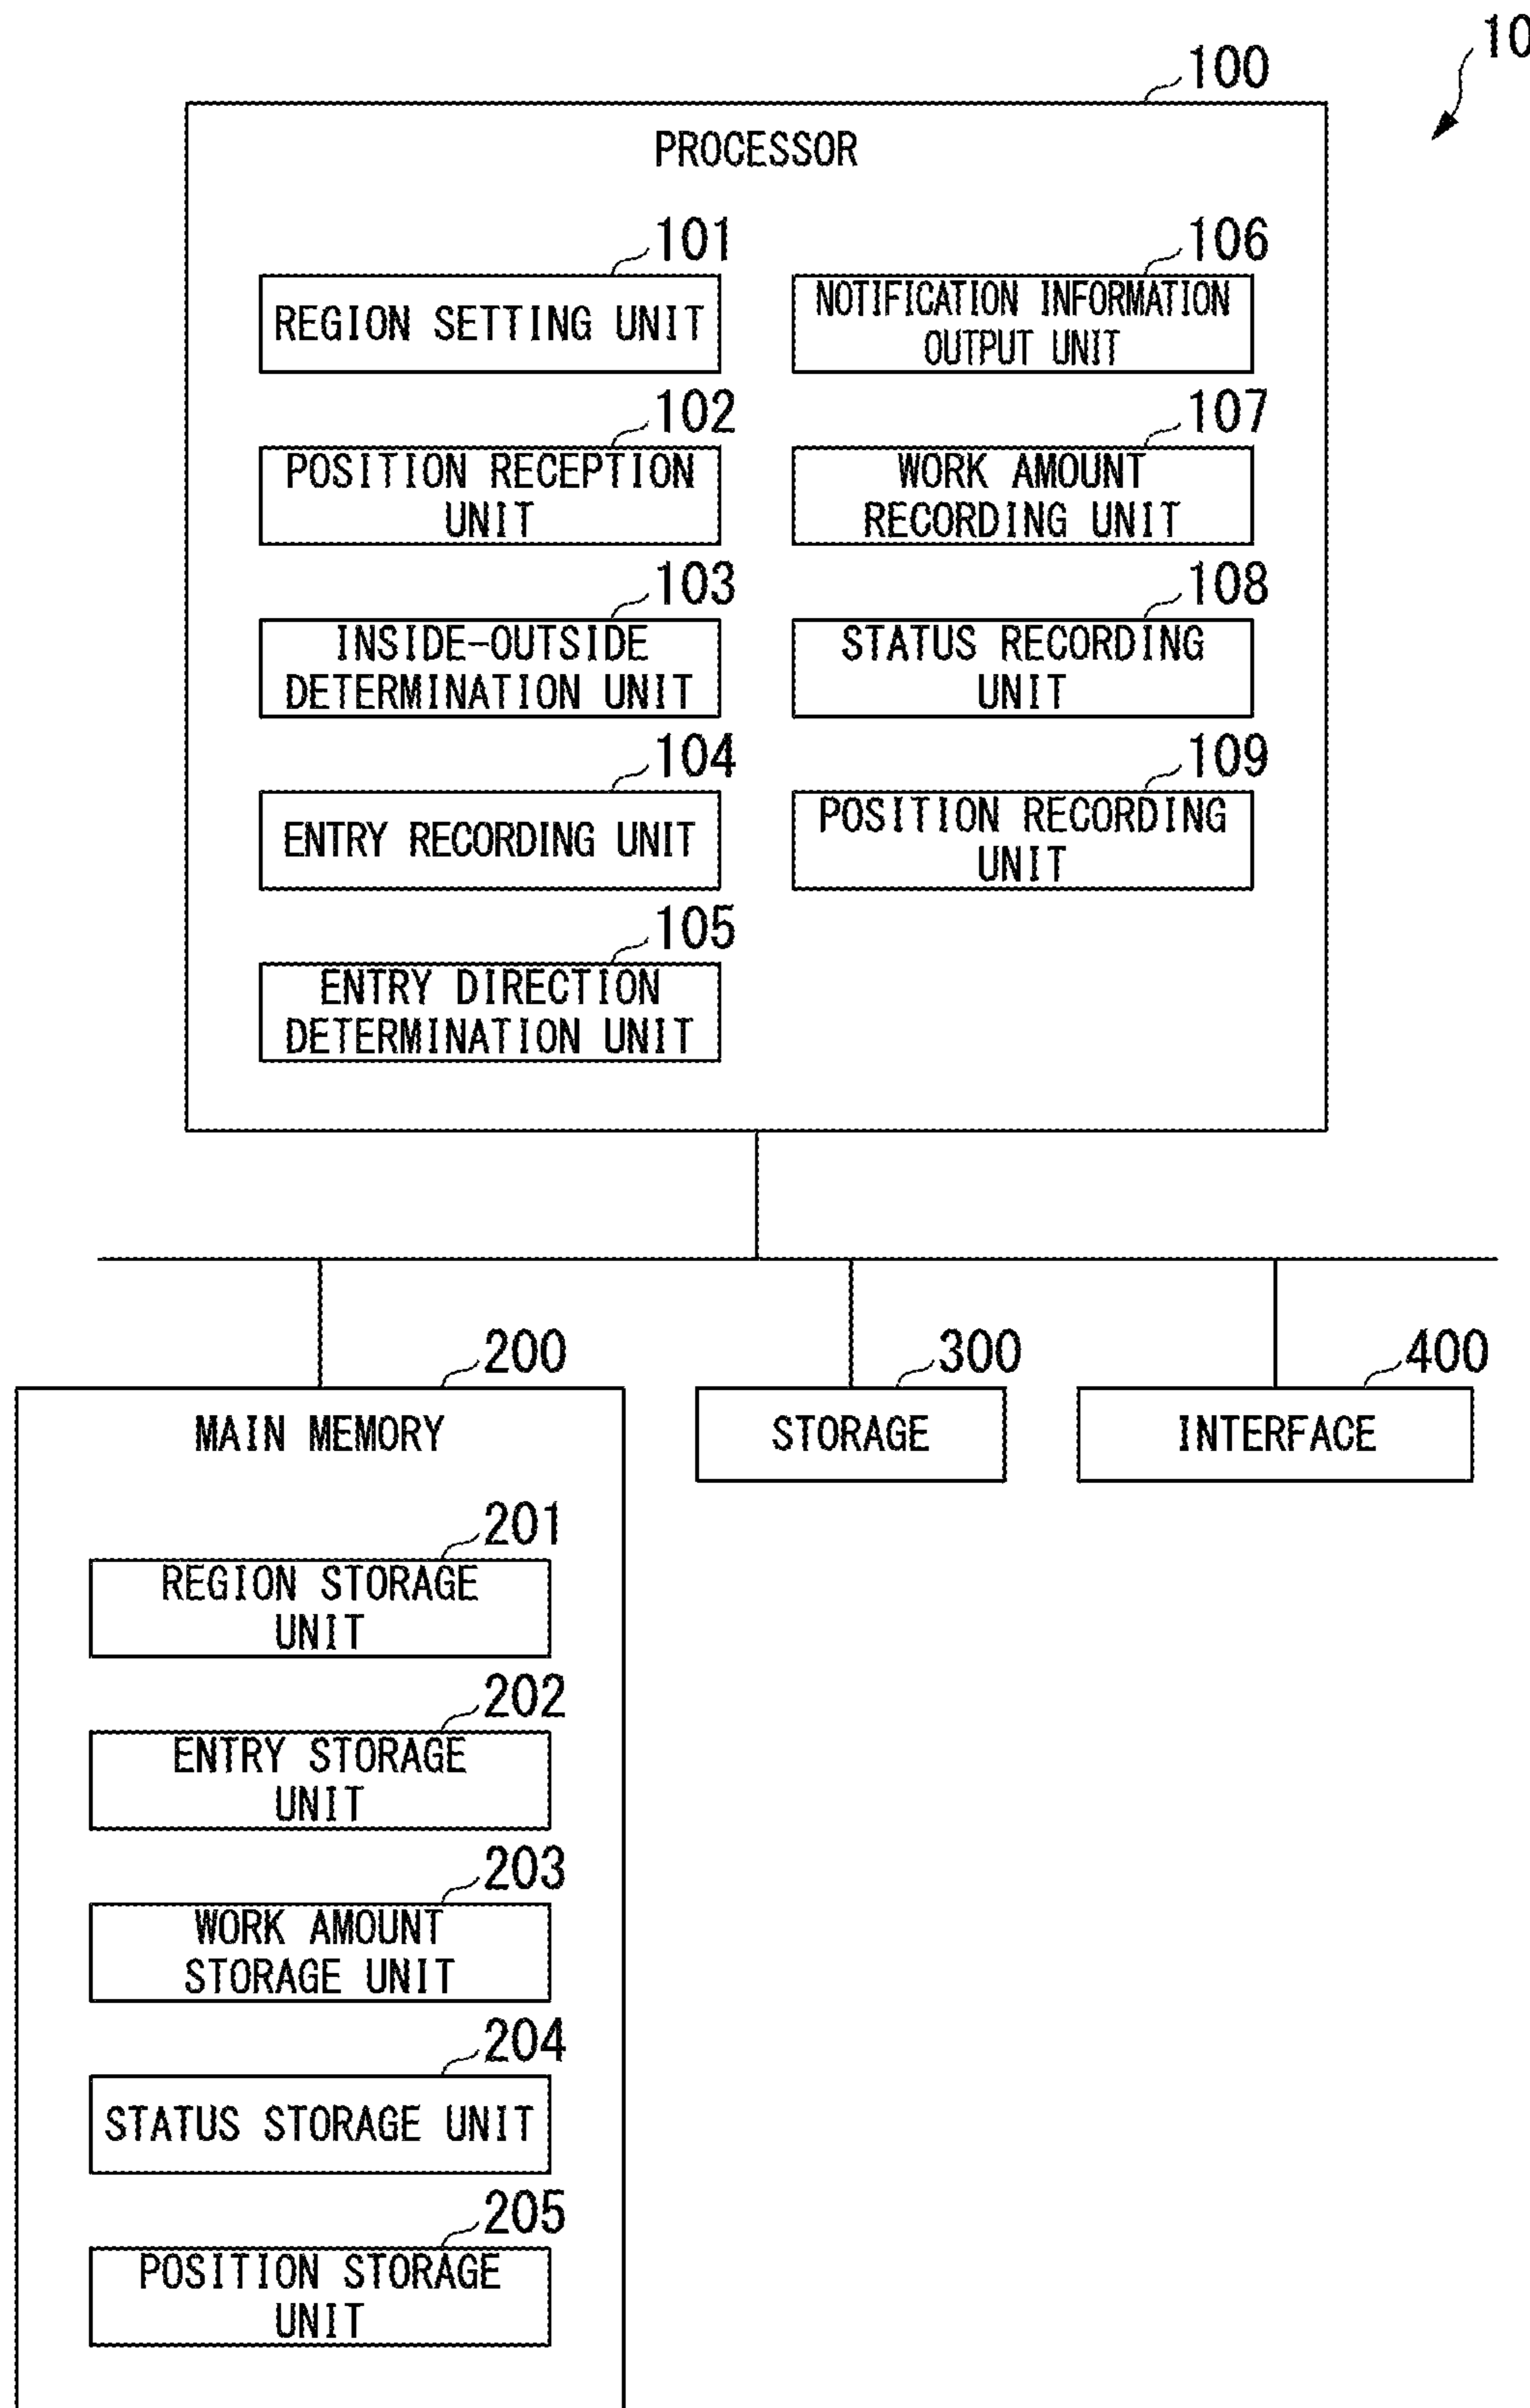 10
100
PROCESSOR
101
REGION SETTING UNIT
106
NOTIFICATION INFORMATION
OUTPUT UNIT
102
POSITION RECEPTION
UNIT
107
WORK AMOUNT
RECORDING UNIT
103
INSIDE-OUTSIDE
DETERMINATION UNIT
108
STATUS RECORDING
UNIT
104
ENTRY RECORDING UNIT
109
POSITION RECORDING
UNIT
105
ENTRY DIRECTION
DETERMINATION UNIT
200
MAIN MEMORY
300
STORAGE
400
INTERFACE
201
REGION STORAGE
UNIT
202
ENTRY STORAGE
UNIT
203
WORK AMOUNT
STORAGE UNIT
204
STATUS STORAGE UNIT
205
POSITION STORAGE
UNIT